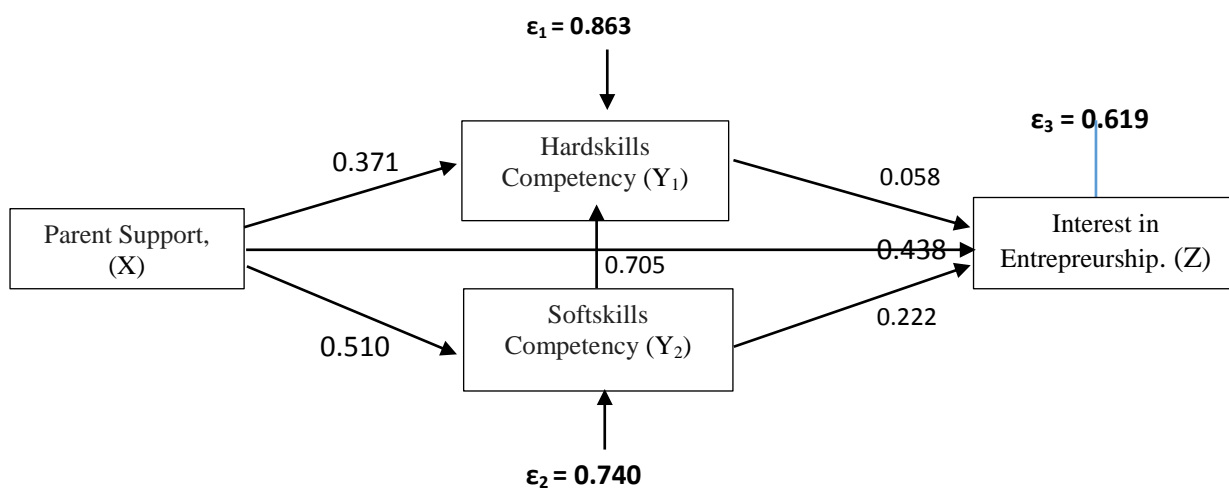 ε₁ = 0.863
ε₃ = 0.619
Hardskills
Competency (Y₁)
0.371
0.058
Parent Support,
(X)
Interest in
Entrepreurship. (Z)
0.438
0.705
Softskills
Competency (Y₂)
0.222
0.510
ε₂ = 0.740